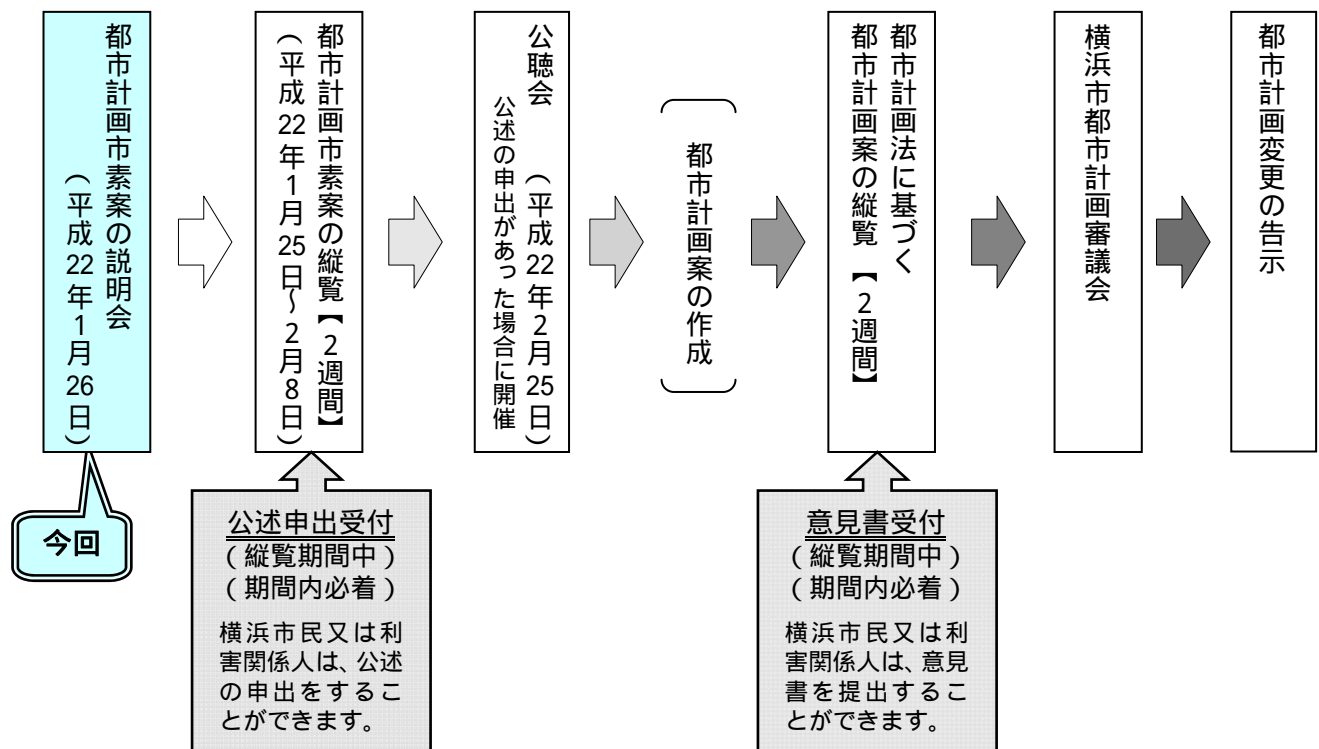 都市計画市素案の説明会
（平成22年1月26日）
今回
都市計画市素案の縦覧【2週間】
（平成22年1月25日～2月8日）
公述申出受付
（縦覧期間中）
（期間内必着）
横浜市民又は利
害関係人は、公述
の申出をするこ
とができます。
公聴会　（平成22年2月25日）
公述の申出があった場合に開催
都市計画案の作成
都市計画法に基づく
都市計画案の縦覧【2週間】
意見書受付
（縦覧期間中）
（期間内必着）
横浜市民又は利
害関係人は、意見
書を提出するこ
とができます。
横浜市都市計画審議会
都市計画変更の告示